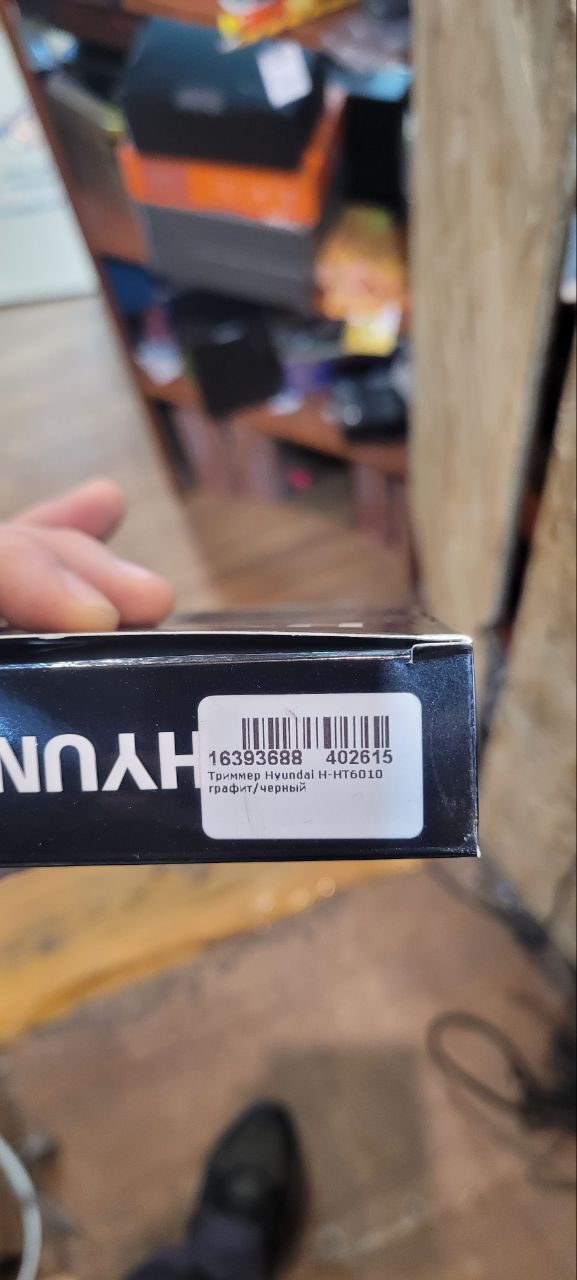 HYUN
16393688 402615
Триммер Hyundai H-HT6010
графит/черный